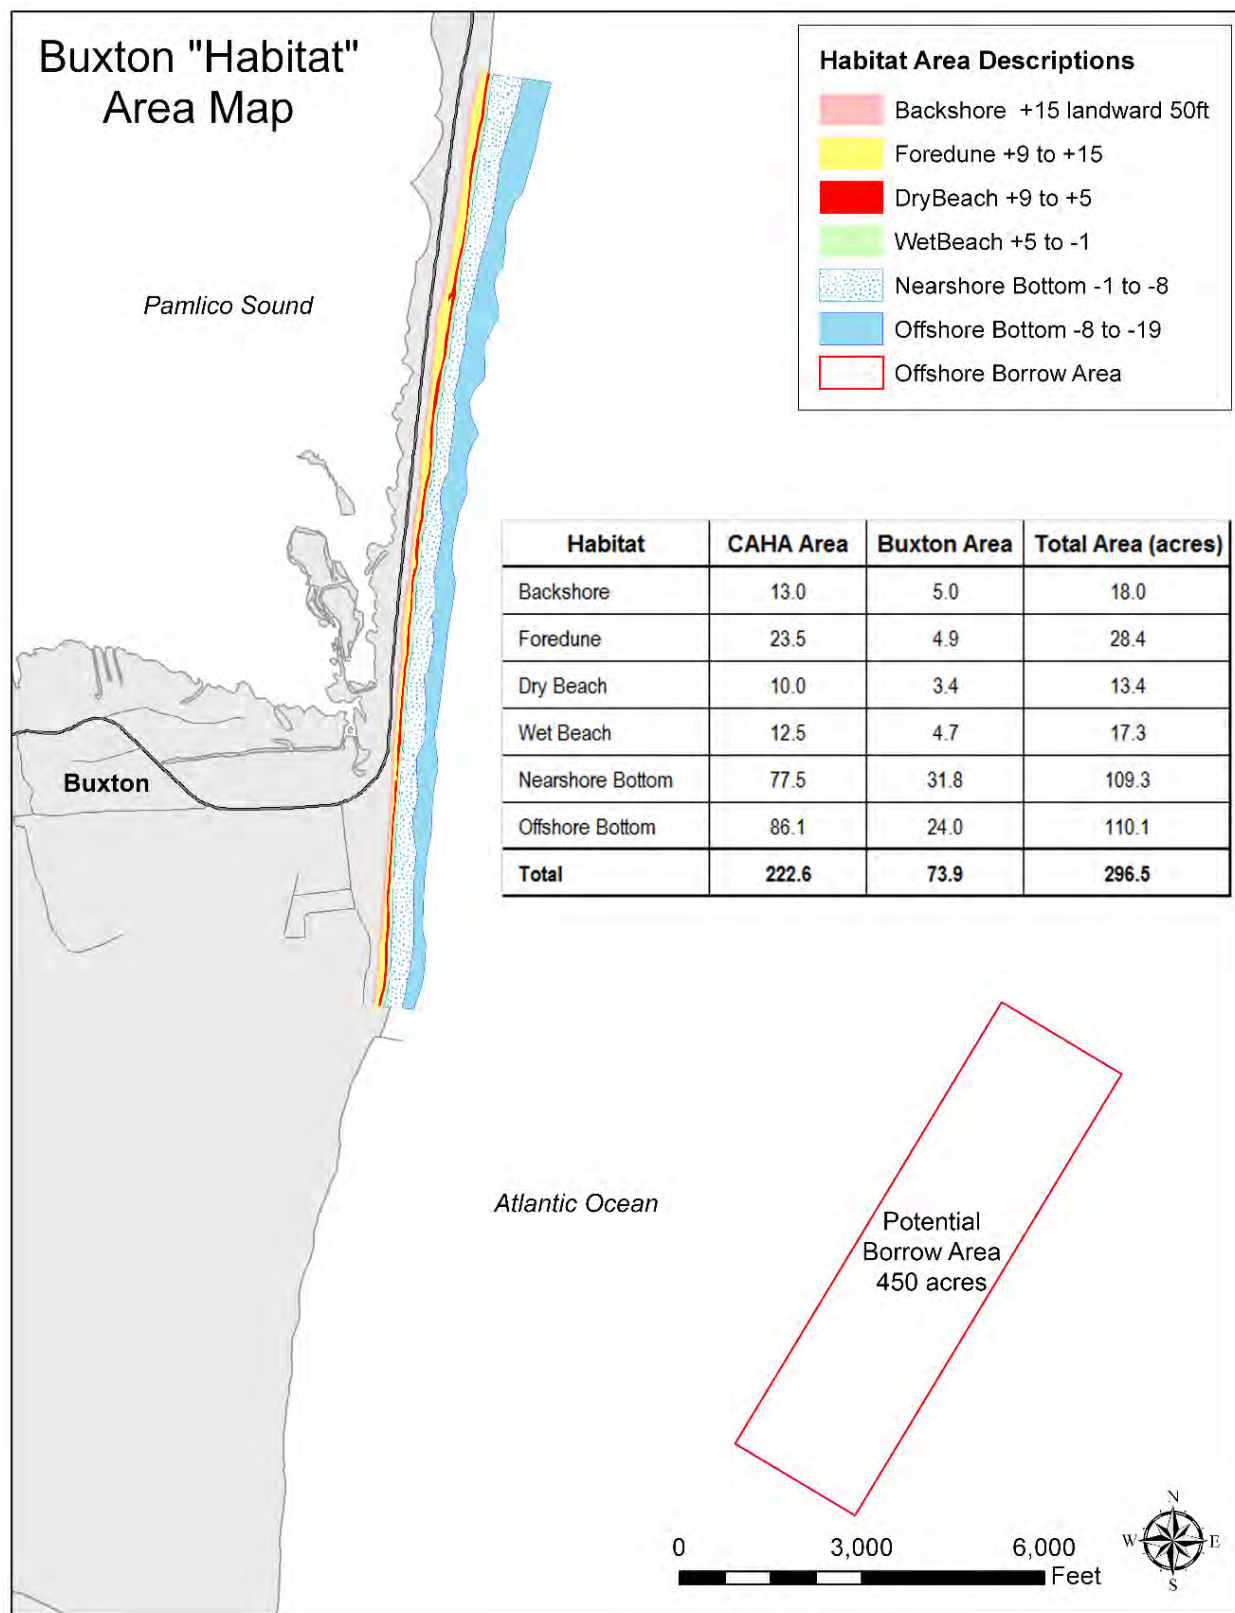 Buxton "Habitat"
Area Map
Habitat Area Descriptions
Backshore +15 landward 50ft
Foredune +9 to +15
DryBeach +9 to +5
WetBeach +5 to -1
Nearshore Bottom -1 to -8
Offshore Bottom -8 to -19
Offshore Borrow Area
Pamlico Sound
Habitat CAHA Area Buxton Area Total Area (acres)
Backshore 13.0 5.0 18.0
Foredune 23.5 4.9 28.4
Dry Beach 10.0 3.4 13.4
Wet Beach 12.5 4.7 17.3
Nearshore Bottom 77.5 31.8 109.3
Offshore Bottom 86.1 24.0 110.1
Total 222.6 73.9 296.5
Buxton
Atlantic Ocean
Potential
Borrow Area
450 acres
0 3,000 6,000
Feet
N
W E
S